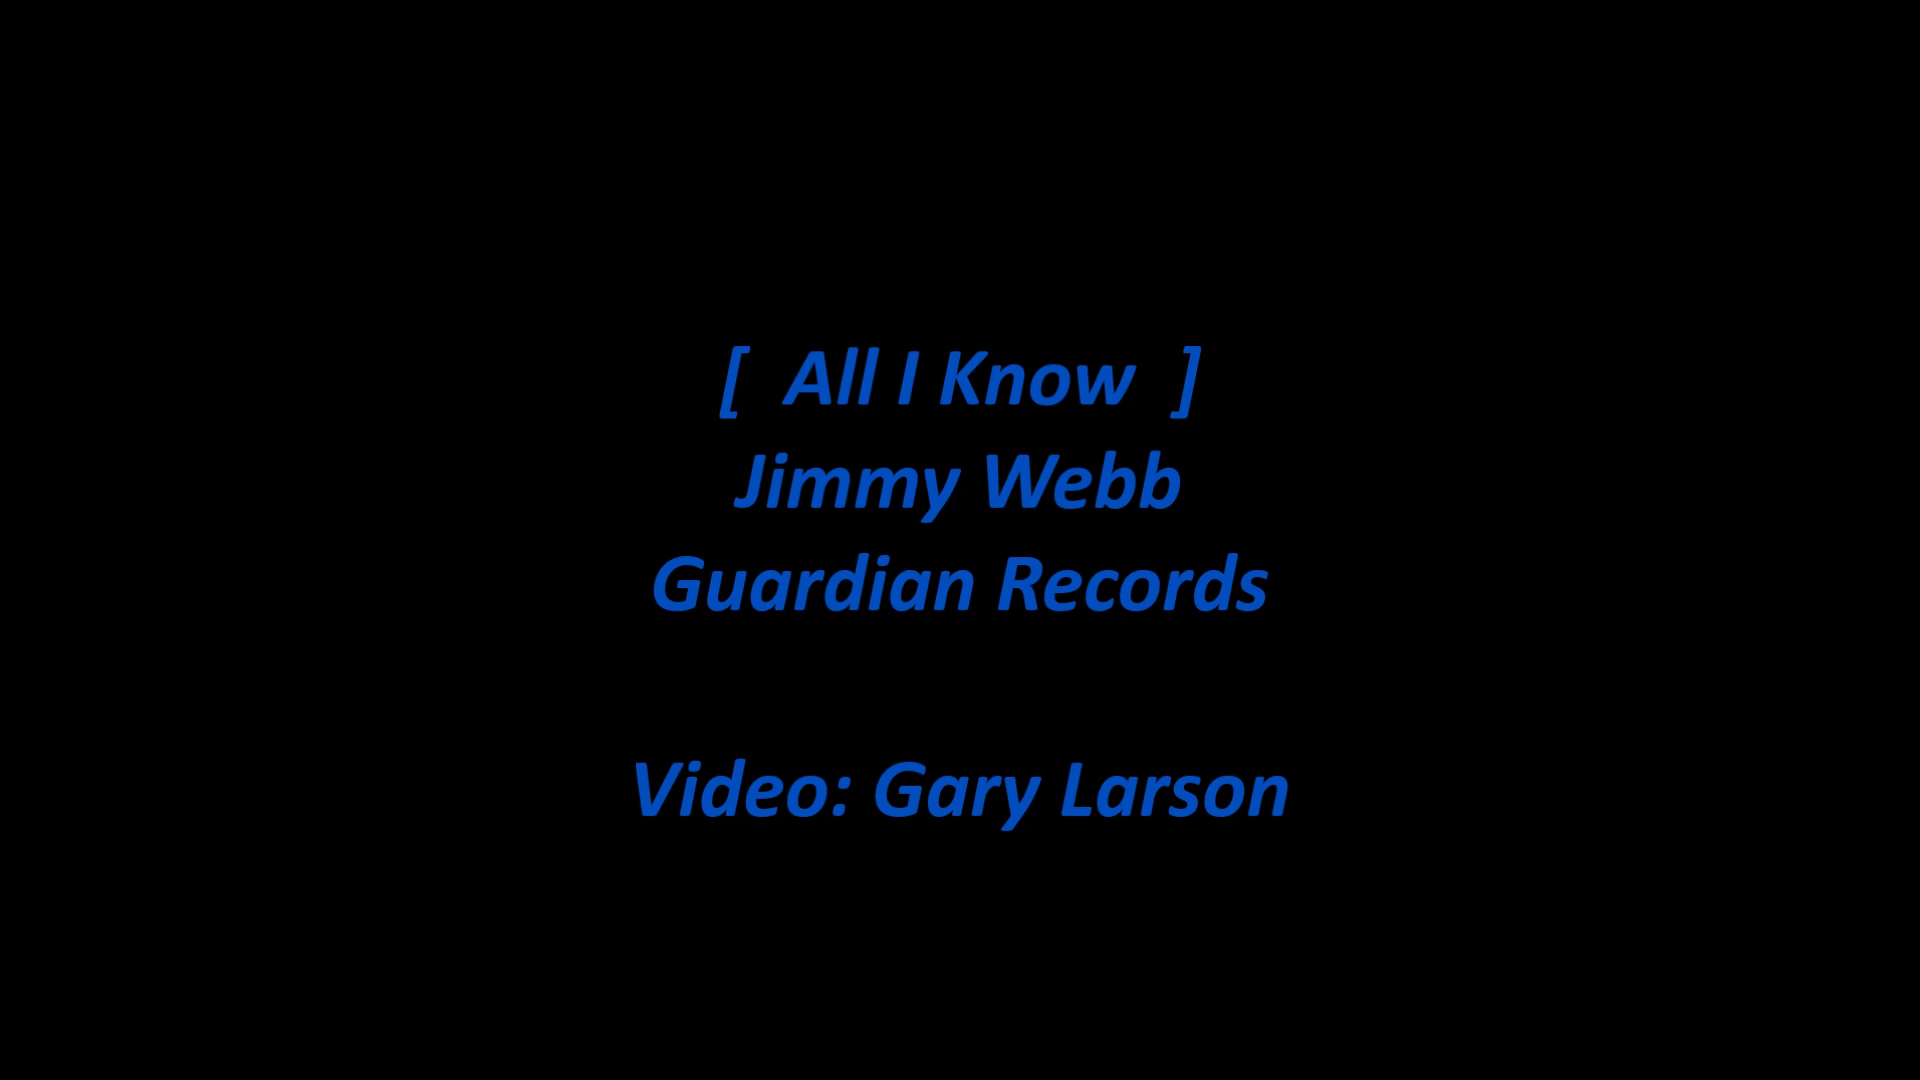 [  All I Know  ]
Jimmy Webb
Guardian Records
Video: Gary Larson